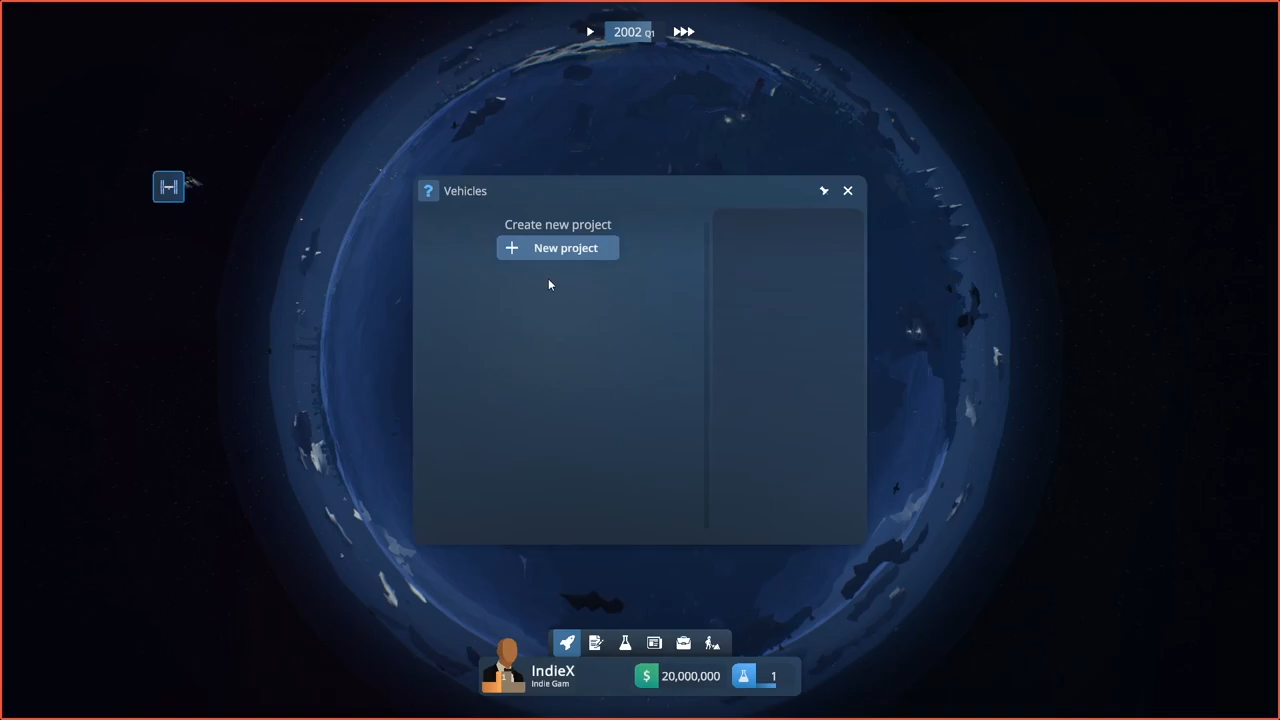 2002 Q1
? Vehicles
Create new project
+ New project
IndieX
Indie Gam
$ 20,000,000
1